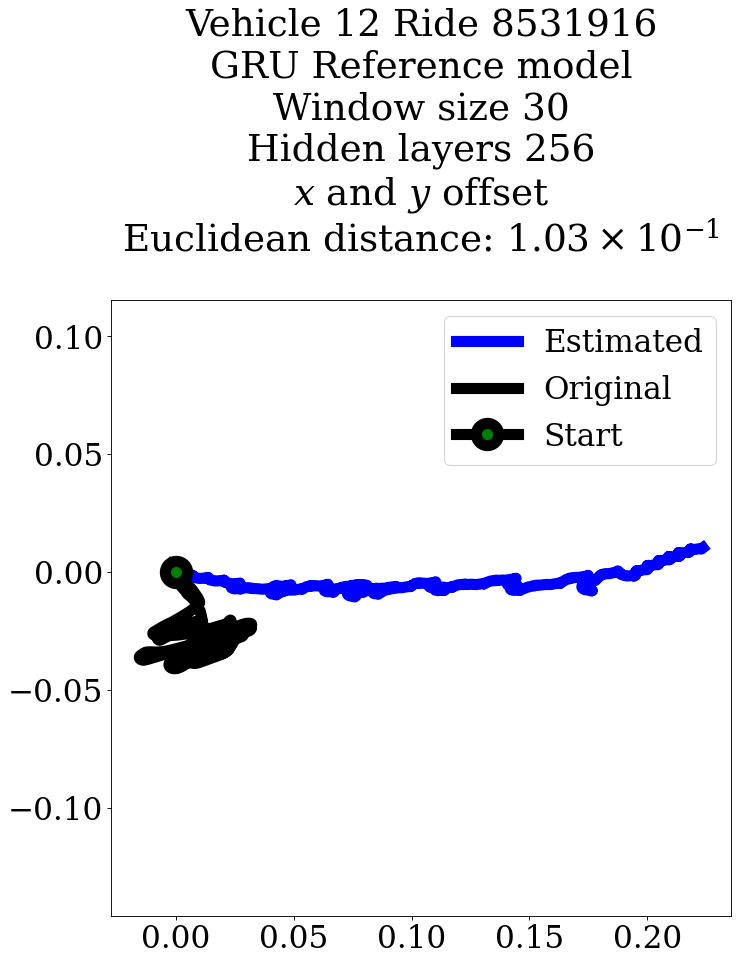 Vehicle 12 Ride 8531916
GRU Reference model
Window size 30
Hidden layers 256
x and y offset
Euclidean distance: 1.03 × 10⁻¹
Estimated
Original
Start
0.10
0.05
0.00
−0.05
−0.10
0.00 0.05 0.10 0.15 0.20